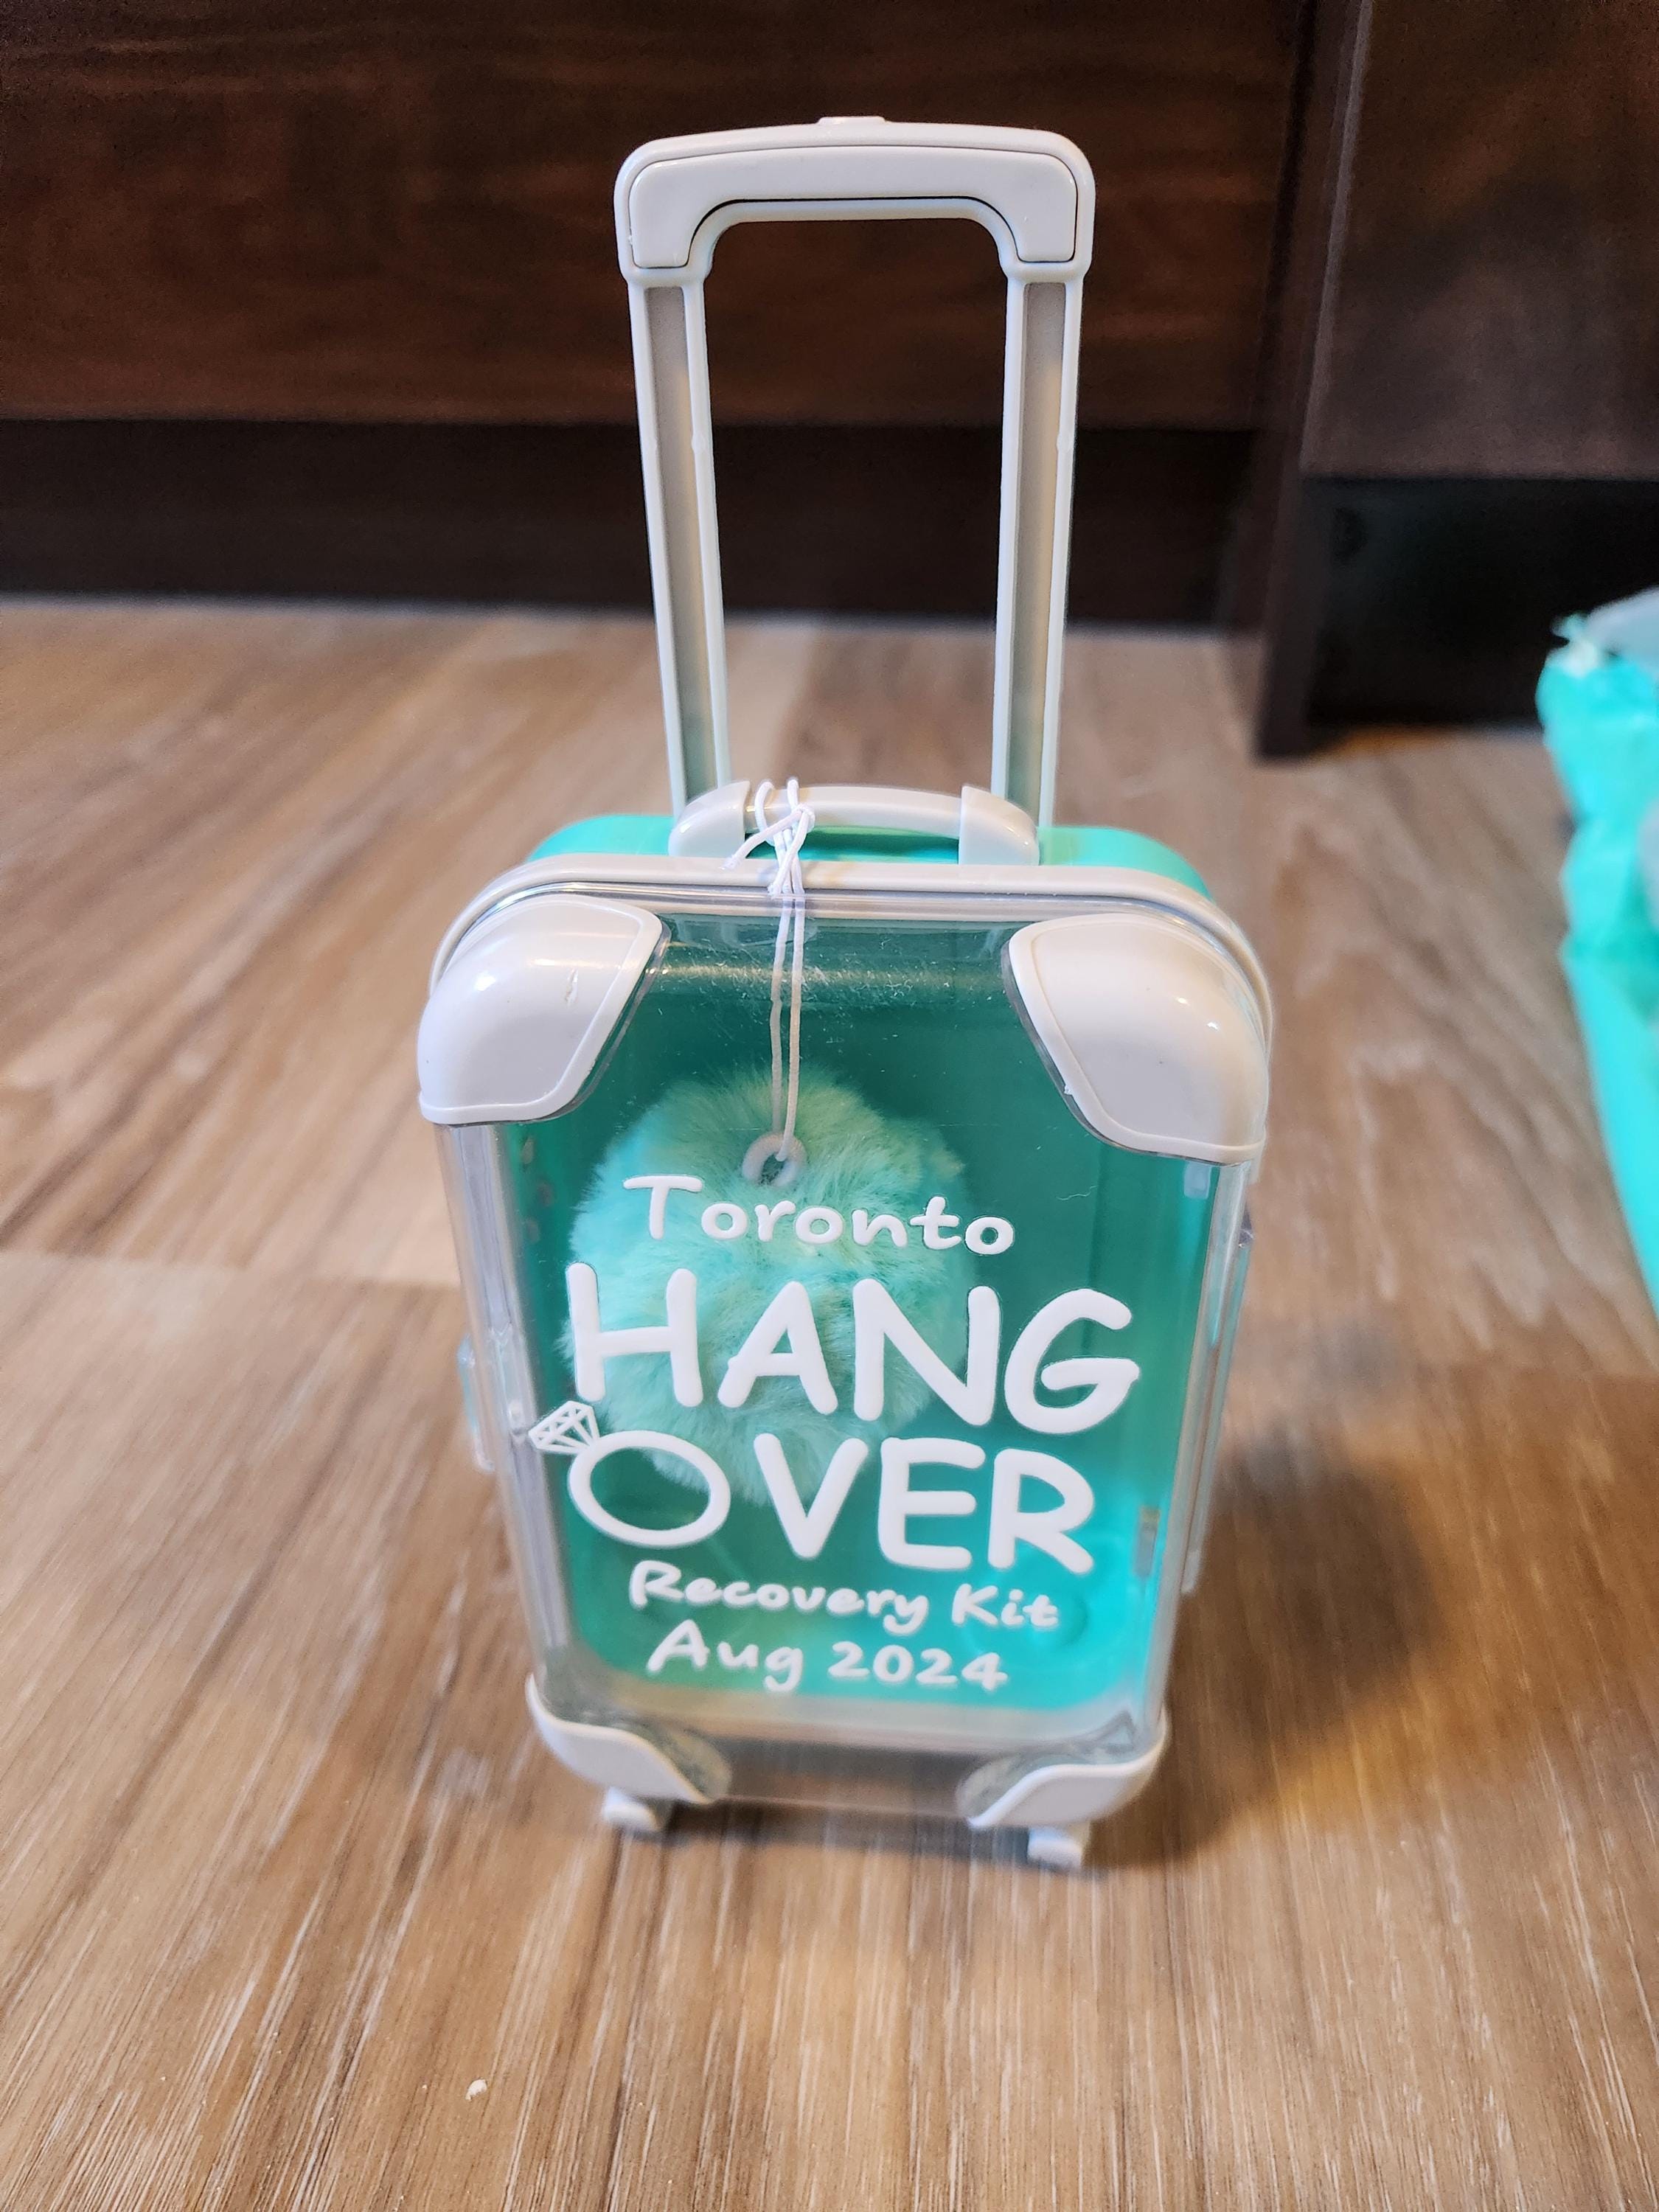 Toronto
HANG
OVER
Recovery Kit
Aug 2024